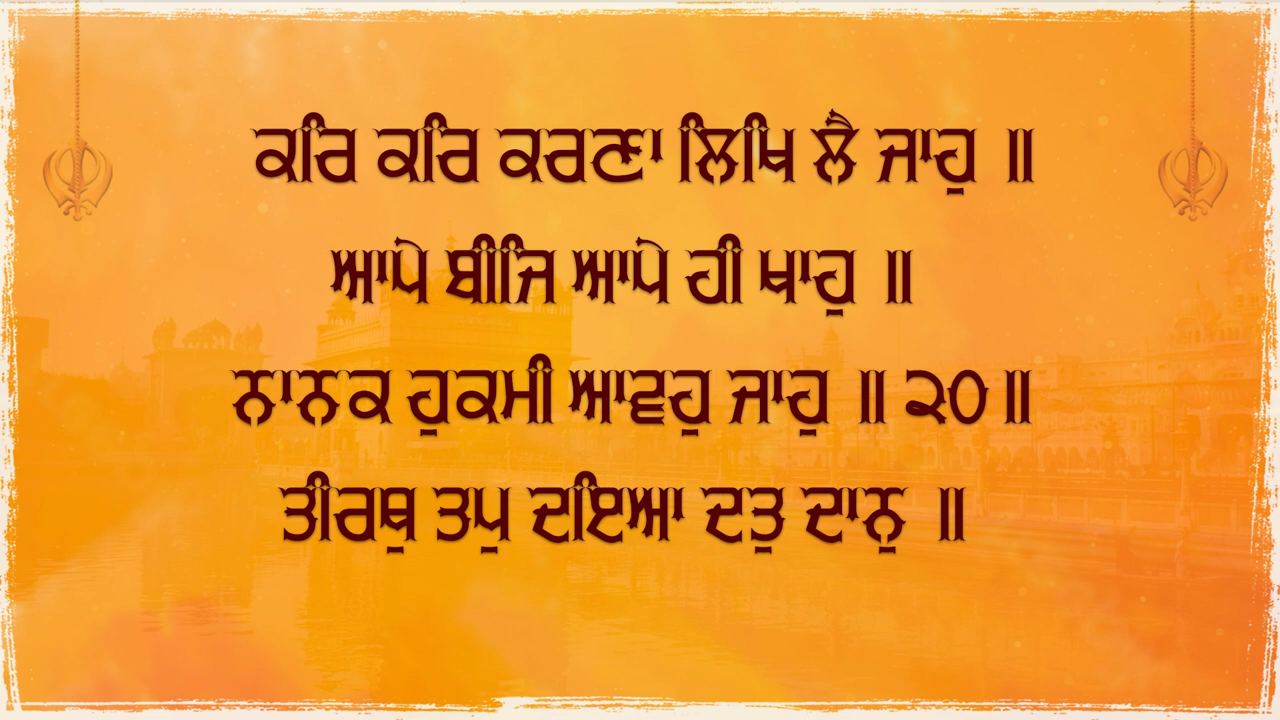 ਕਰਿ ਕਰਿ ਕਰਣਾ ਲਿਖਿ ਲੈ ਜਾਹੁ ॥
ਆਪੇ ਬੀਜਿ ਆਪੇ ਹੀ ਖਾਹੁ ॥
ਨਾਨਕ ਹੁਕਮੀ ਆਵਹੁ ਜਾਹੁ ॥ ੨੦॥
ਤੀਰਥੁ ਤਪੁ ਦਇਆ ਦਤੁ ਦਾਨੁ ॥